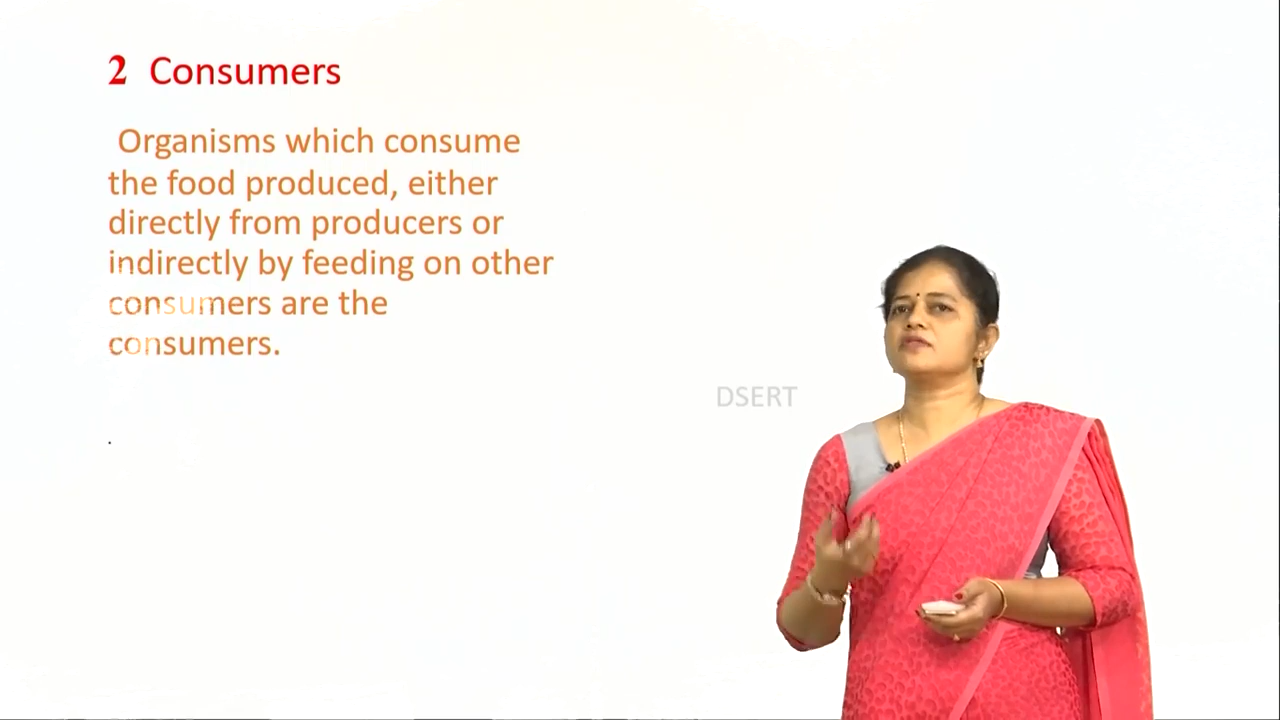 2 Consumers
Organisms which consume
the food produced, either
directly from producers or
indirectly by feeding on other
consumers are the
consumers.
.
DSERT